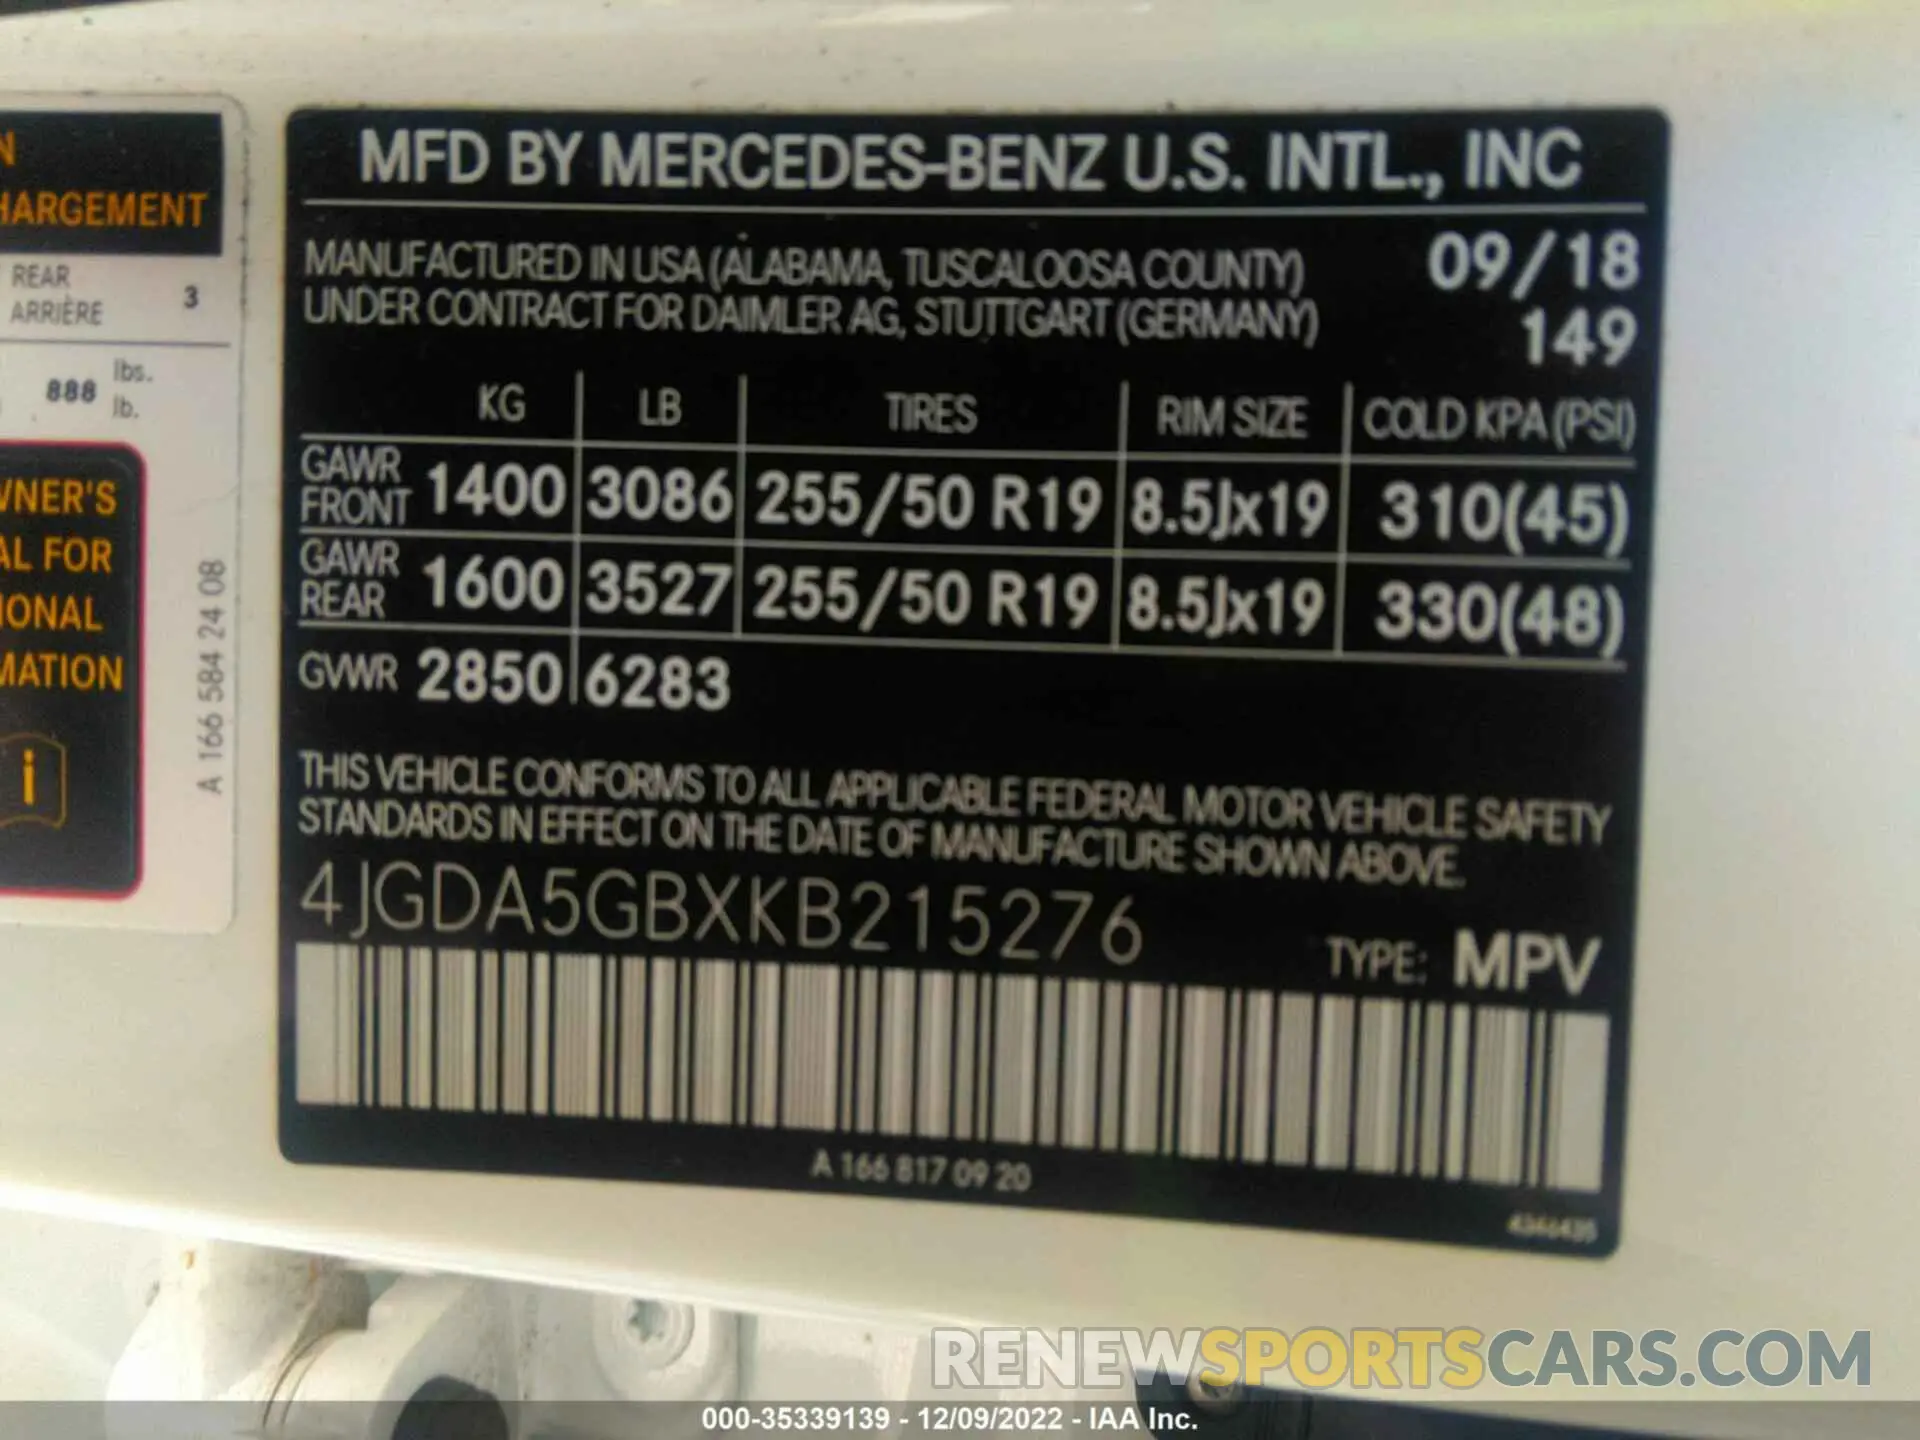 N
HARGEMENT
REAR
ARRIÈRE 3
888 lbs.
lb.
WNER'S
AL FOR
IONAL
MATION
i
A 166 584 24 08
MFD BY MERCEDES-BENZ U.S. INTL., INC
MANUFACTURED IN USA (ALABAMA, TUSCALOOSA COUNTY) 09/18
UNDER CONTRACT FOR DAIMLER AG, STUTTGART (GERMANY) 149
KG LB TIRES RIM SIZE COLD KPA (PSI)
GAWR FRONT 1400 3086 255/50 R19 8.5Jx19 310(45)
GAWR REAR 1600 3527 255/50 R19 8.5Jx19 330(48)
GVWR 2850 6283
THIS VEHICLE CONFORMS TO ALL APPLICABLE FEDERAL MOTOR VEHICLE SAFETY
STANDARDS IN EFFECT ON THE DATE OF MANUFACTURE SHOWN ABOVE.
4JGDA5GBXKB215276
TYPE: MPV
A 166 817 09 20
4346435
RENEWSPORTSCARS.COM
000-35339139 - 12/09/2022 - IAA Inc.